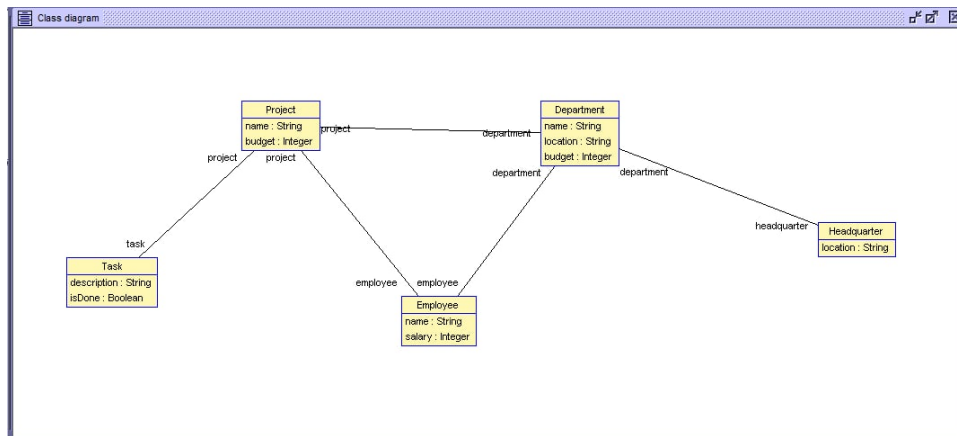 Class diagram
Project
name : String
budget : Integer
project
project
project
Department
name : String
location : String
budget : Integer
department
department
department
headquarter
Headquarter
location : String
task
Task
description : String
isDone : Boolean
employee
employee
Employee
name : String
salary : Integer